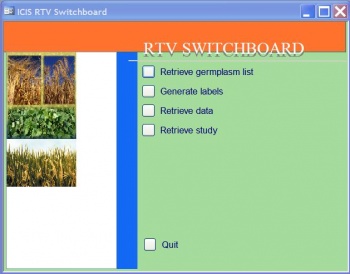 ICIS RTV Switchboard
RTV SWITCHBOARD
Retrieve germplasm list
Generate labels
Retrieve data
Retrieve study
Quit